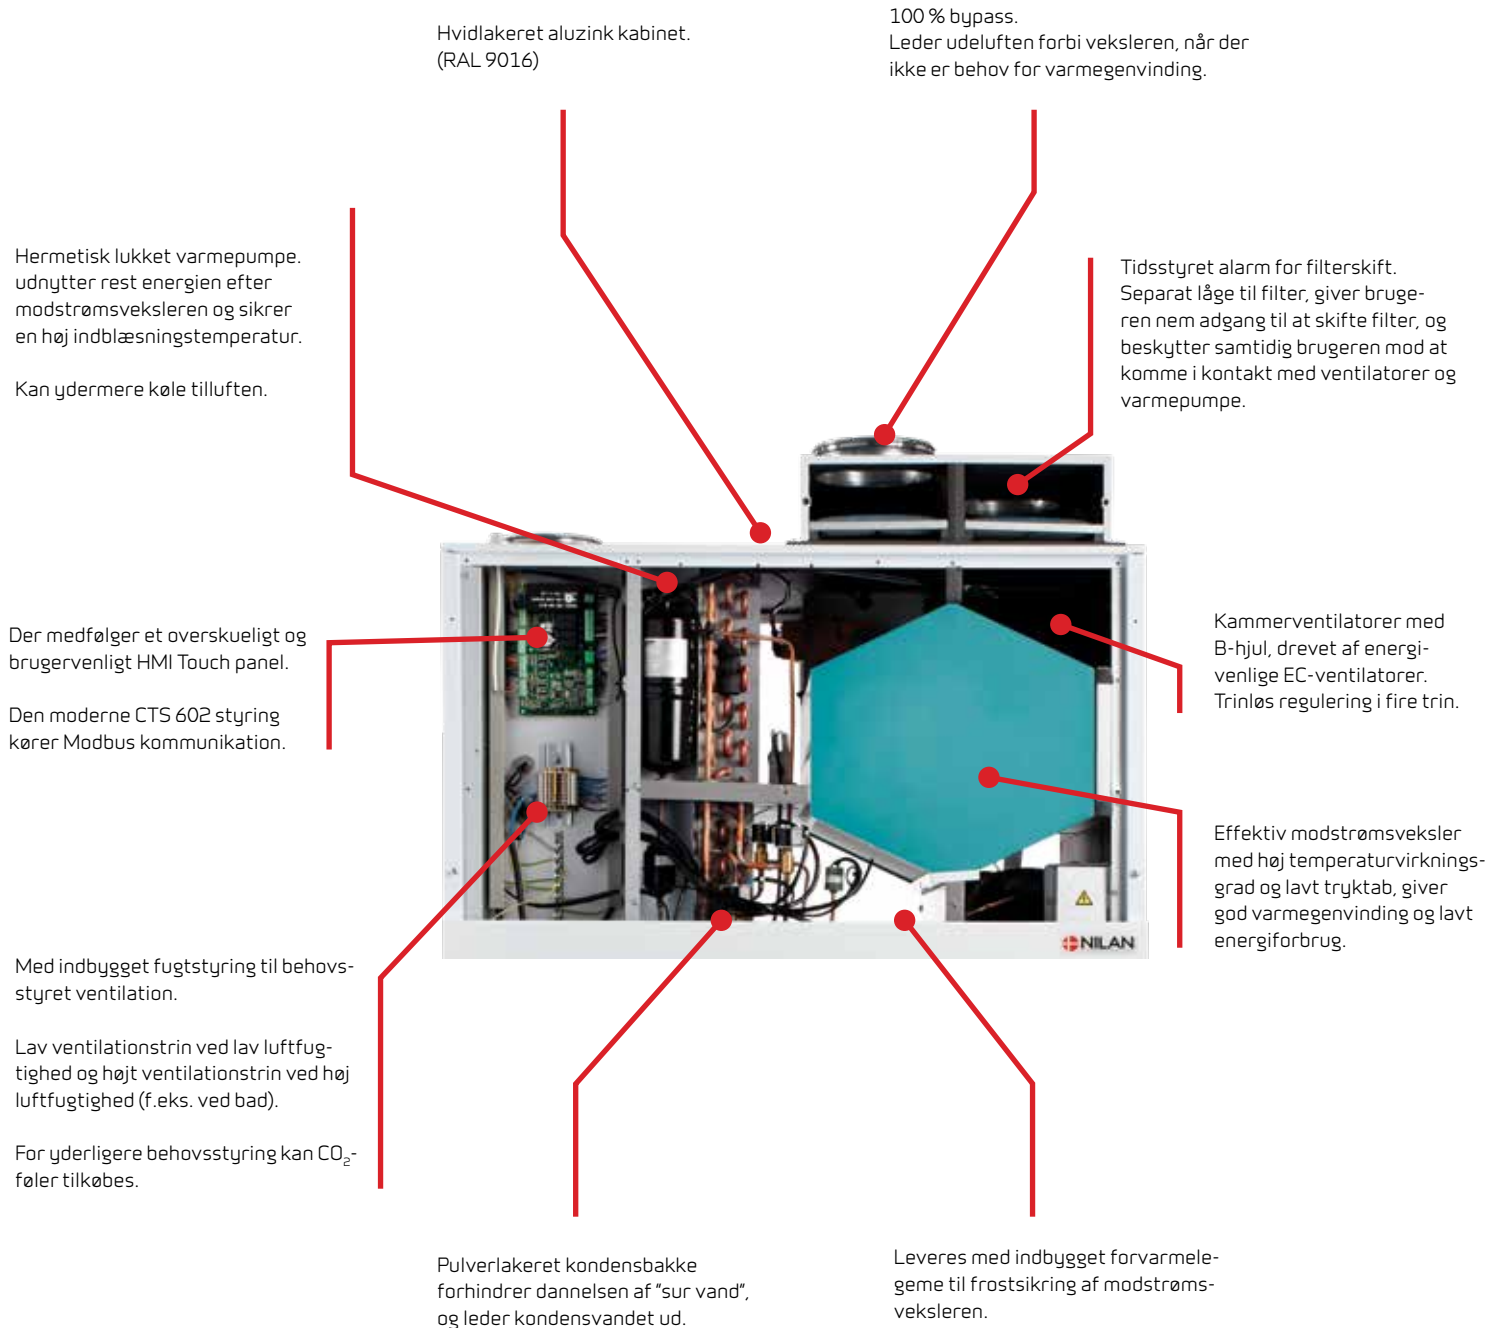 Hvidlakeret aluzink kabinet.
(RAL 9016)
100 % bypass.
Leder udeluften forbi veksleren, når der
ikke er behov for varmegenvinding.
Hermetisk lukket varmepumpe.
udnytter rest energien efter
modstrømsveksleren og sikrer
en høj indblæsningstemperatur.
Kan ydermere køle tilluften.
Tidsstyret alarm for filterskift.
Separat låge til filter, giver bruge-
ren nem adgang til at skifte filter, og
beskytter samtidig brugeren mod at
komme i kontakt med ventilatorer og
varmepumpe.
Der medfølger et overskueligt og
brugervenligt HMI Touch panel.
Den moderne CTS 602 styring
kører Modbus kommunikation.
Kammerventilatorer med
B-hjul, drevet af energi-
venlige EC-ventilatorer.
Trinløs regulering i fire trin.
Effektiv modstrømsveksler
med høj temperaturvirknings-
grad og lavt tryktab, giver
god varmegenvinding og lavt
energiforbrug.
NILAN
Med indbygget fugtstyring til behovs-
styret ventilation.
Lav ventilationstrin ved lav luftfug-
tighed og højt ventilationstrin ved høj
luftfugtighed (f.eks. ved bad).
For yderligere behovsstyring kan CO₂-
føler tilkøbes.
Pulverlakeret kondensbakke
forhindrer dannelsen af "sur vand",
og leder kondensvandet ud.
Leveres med indbygget forvarmele-
geme til frostsikring af modstrøms-
veksleren.